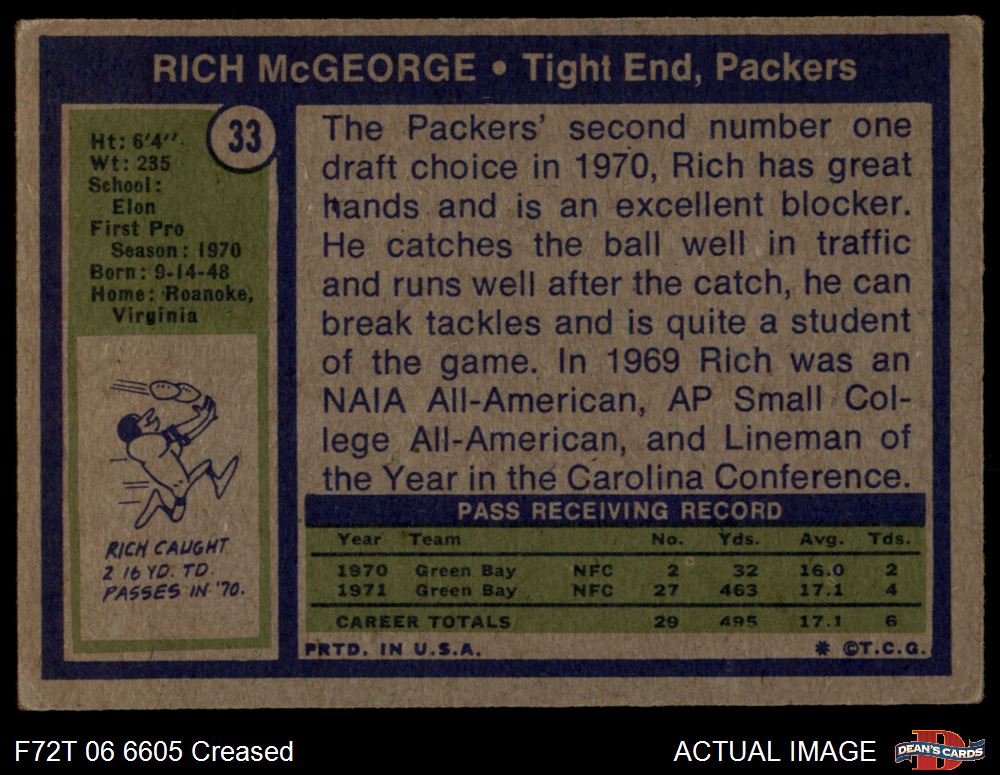 RICH McGEORGE • Tight End, Packers
33
Ht: 6'4"
Wt: 235
School:
Elon
First Pro
Season: 1970
Born: 9-14-48
Home: Roanoke,
Virginia
RICH CAUGHT
2 16 YD. TD.
PASSES IN '70.
The Packers' second number one
draft choice in 1970, Rich has great
hands and is an excellent blocker.
He catches the ball well in traffic
and runs well after the catch, he can
break tackles and is quite a student
of the game. In 1969 Rich was an
NAIA All-American, AP Small Col-
lege All-American, and Lineman of
the Year in the Carolina Conference.
PASS RECEIVING RECORD
Year Team No. Yds. Avg. Tds.
1970 Green Bay NFC 2 32 16.0 2
1971 Green Bay NFC 27 463 17.1 4
CAREER TOTALS 29 495 17.1 6
PRTD. IN U.S.A. * ©T.C.G.
F72T 06 6605 Creased
ACTUAL IMAGE
D
DEAN'S CARDS